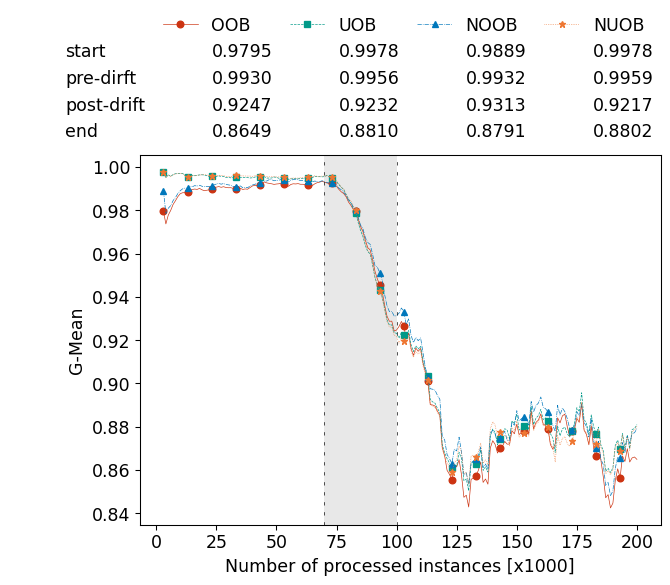 OOB UOB NOOB NUOB
start 0.9795 0.9978 0.9889 0.9978
pre-dirft 0.9930 0.9956 0.9932 0.9959
post-drift 0.9247 0.9232 0.9313 0.9217
end 0.8649 0.8810 0.8791 0.8802
1.00
0.98
0.96
0.94
0.92
0.90
0.88
0.86
0.84
G-Mean
0 25 50 75 100 125 150 175 200
Number of processed instances [x1000]